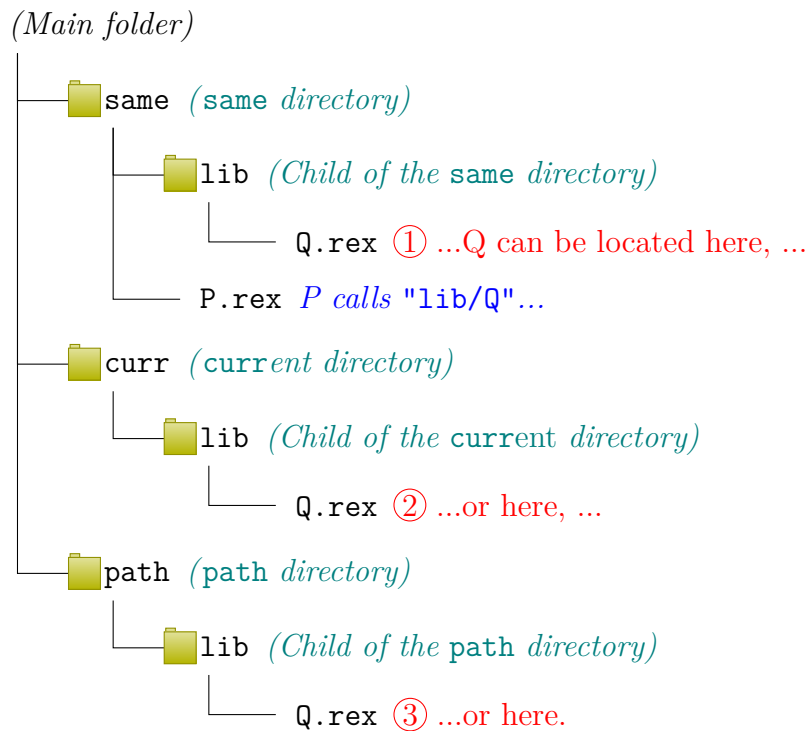 (Main folder)
same (same directory)
lib (Child of the same directory)
Q.rex ① ...Q can be located here, ...
P.rex P calls "lib/Q"...
curr (current directory)
lib (Child of the current directory)
Q.rex ② ...or here, ...
path (path directory)
lib (Child of the path directory)
Q.rex ③ ...or here.